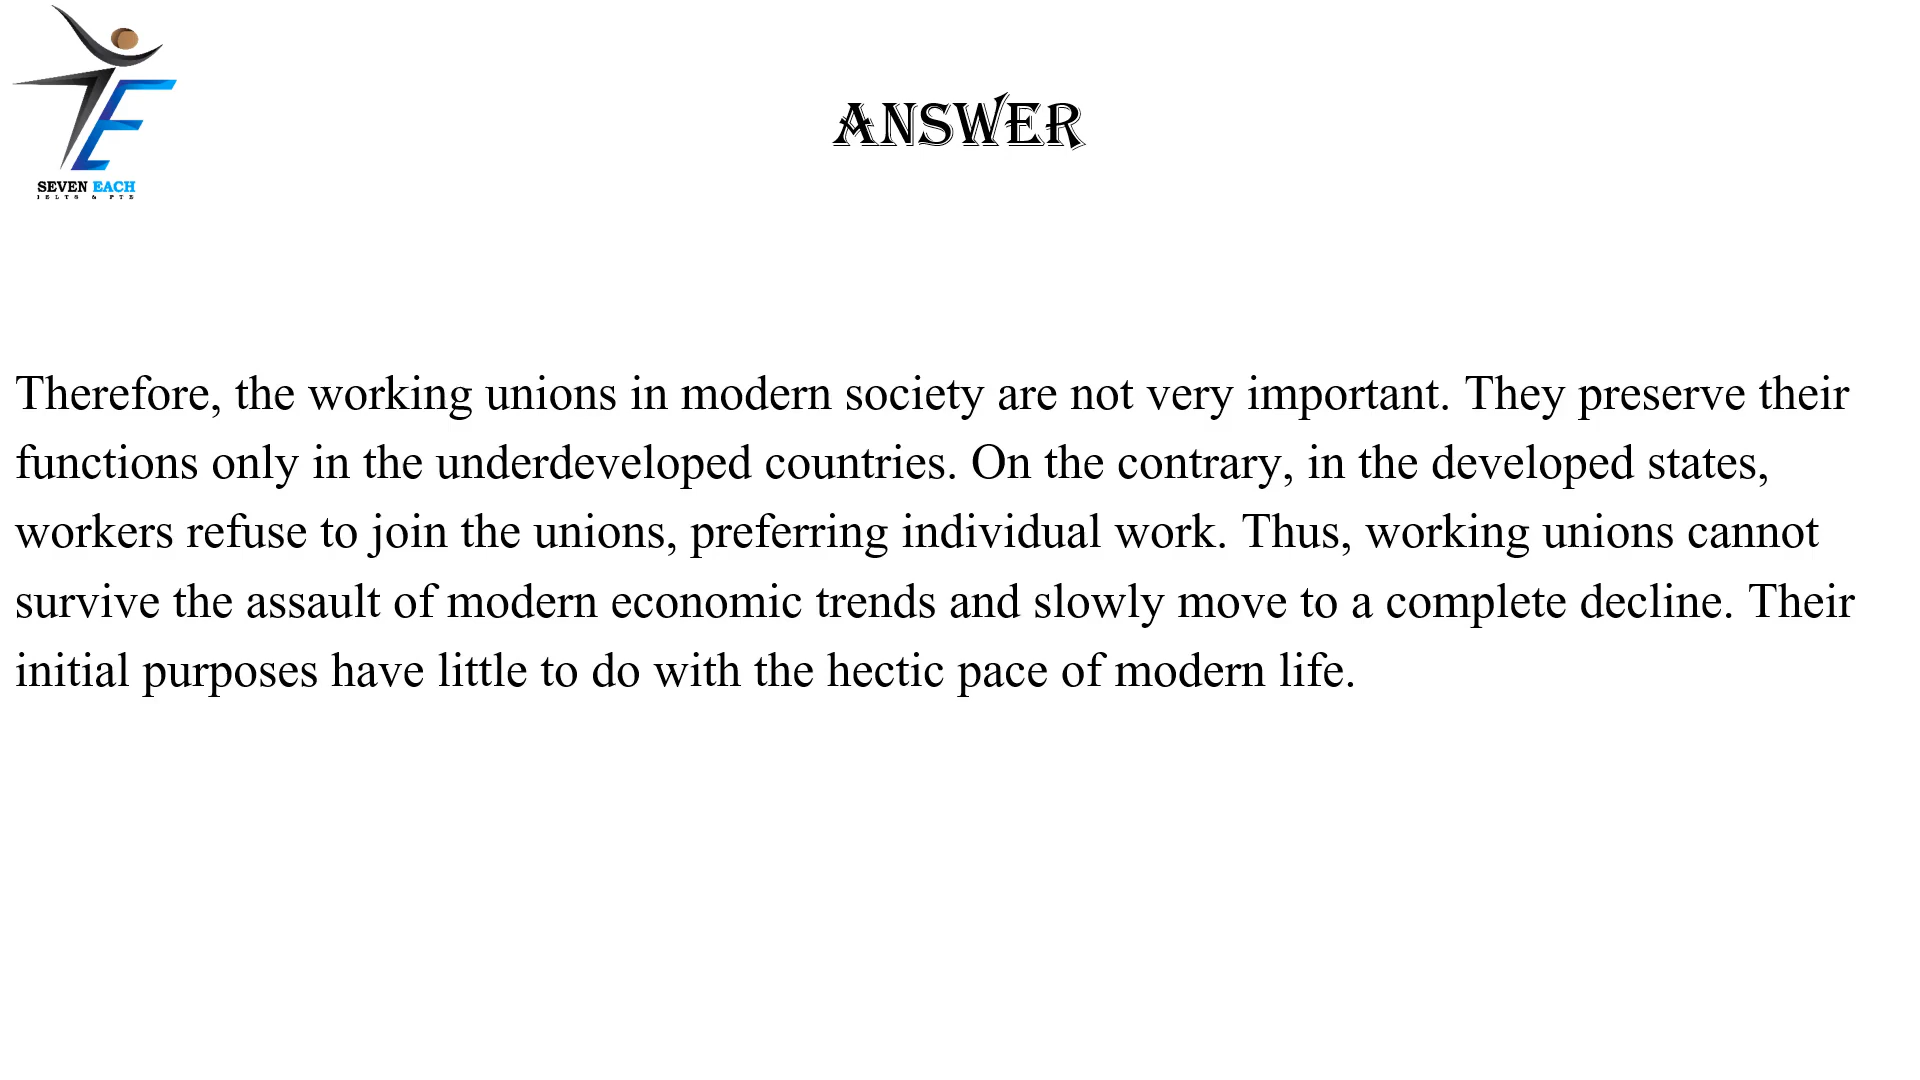 SEVEN EACH
IELTS & PTE
ANSWER
Therefore, the working unions in modern society are not very important. They preserve their
functions only in the underdeveloped countries. On the contrary, in the developed states,
workers refuse to join the unions, preferring individual work. Thus, working unions cannot
survive the assault of modern economic trends and slowly move to a complete decline. Their
initial purposes have little to do with the hectic pace of modern life.